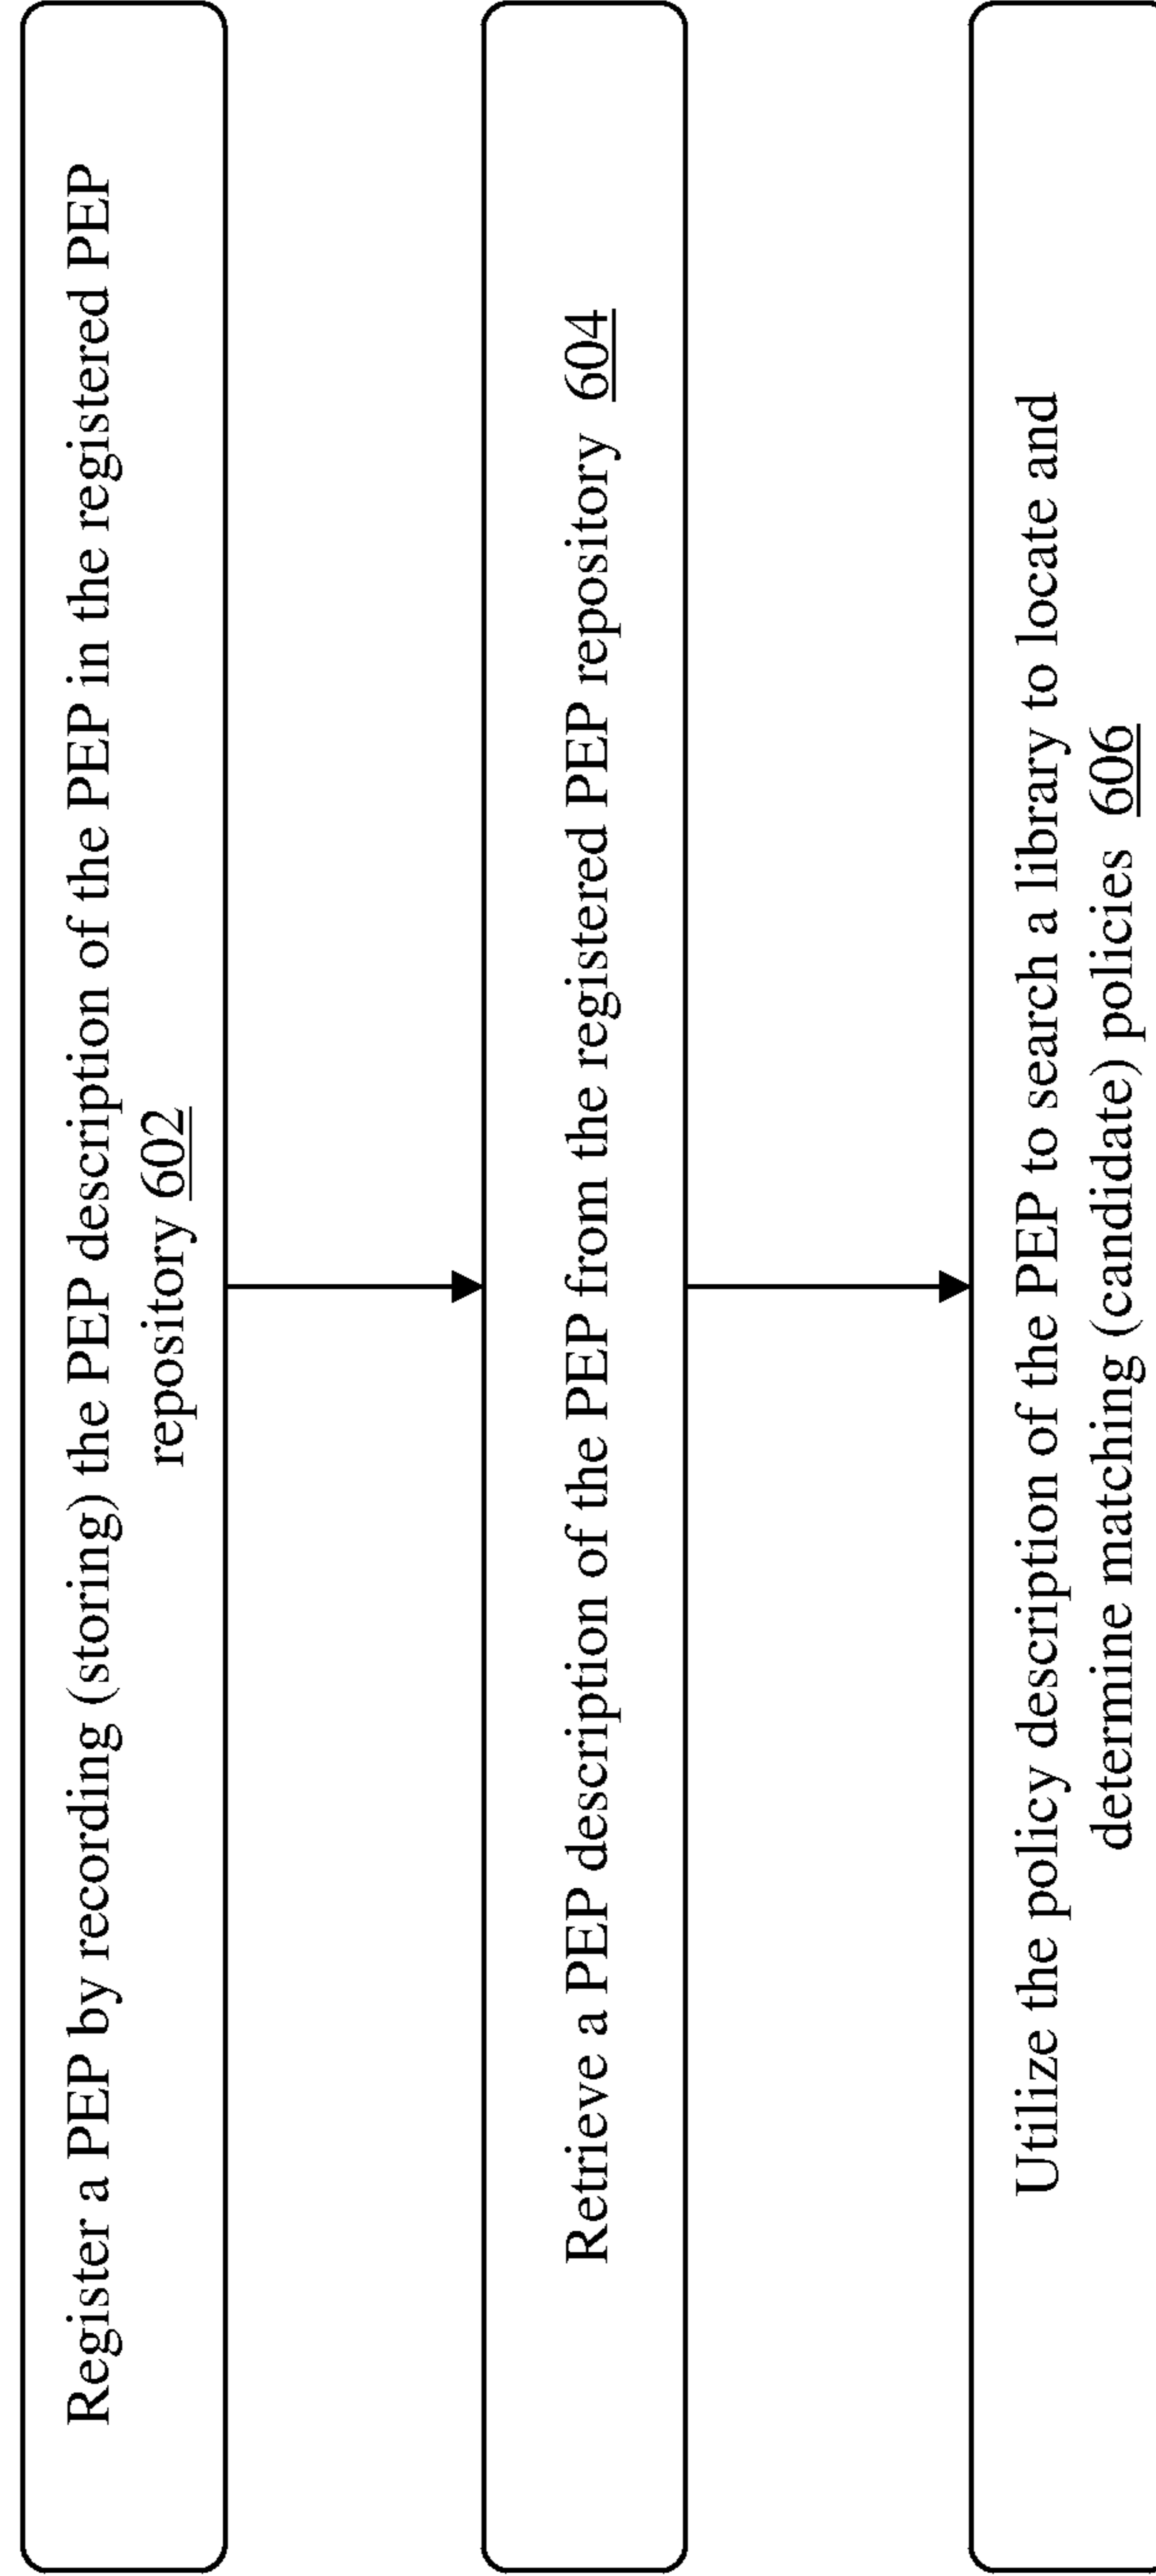 Register a PEP by recording (storing) the PEP description of the PEP in the registered PEP
repository 602
Retrieve a PEP description of the PEP from the registered PEP repository 604
Utilize the policy description of the PEP to search a library to locate and
determine matching (candidate) policies 606